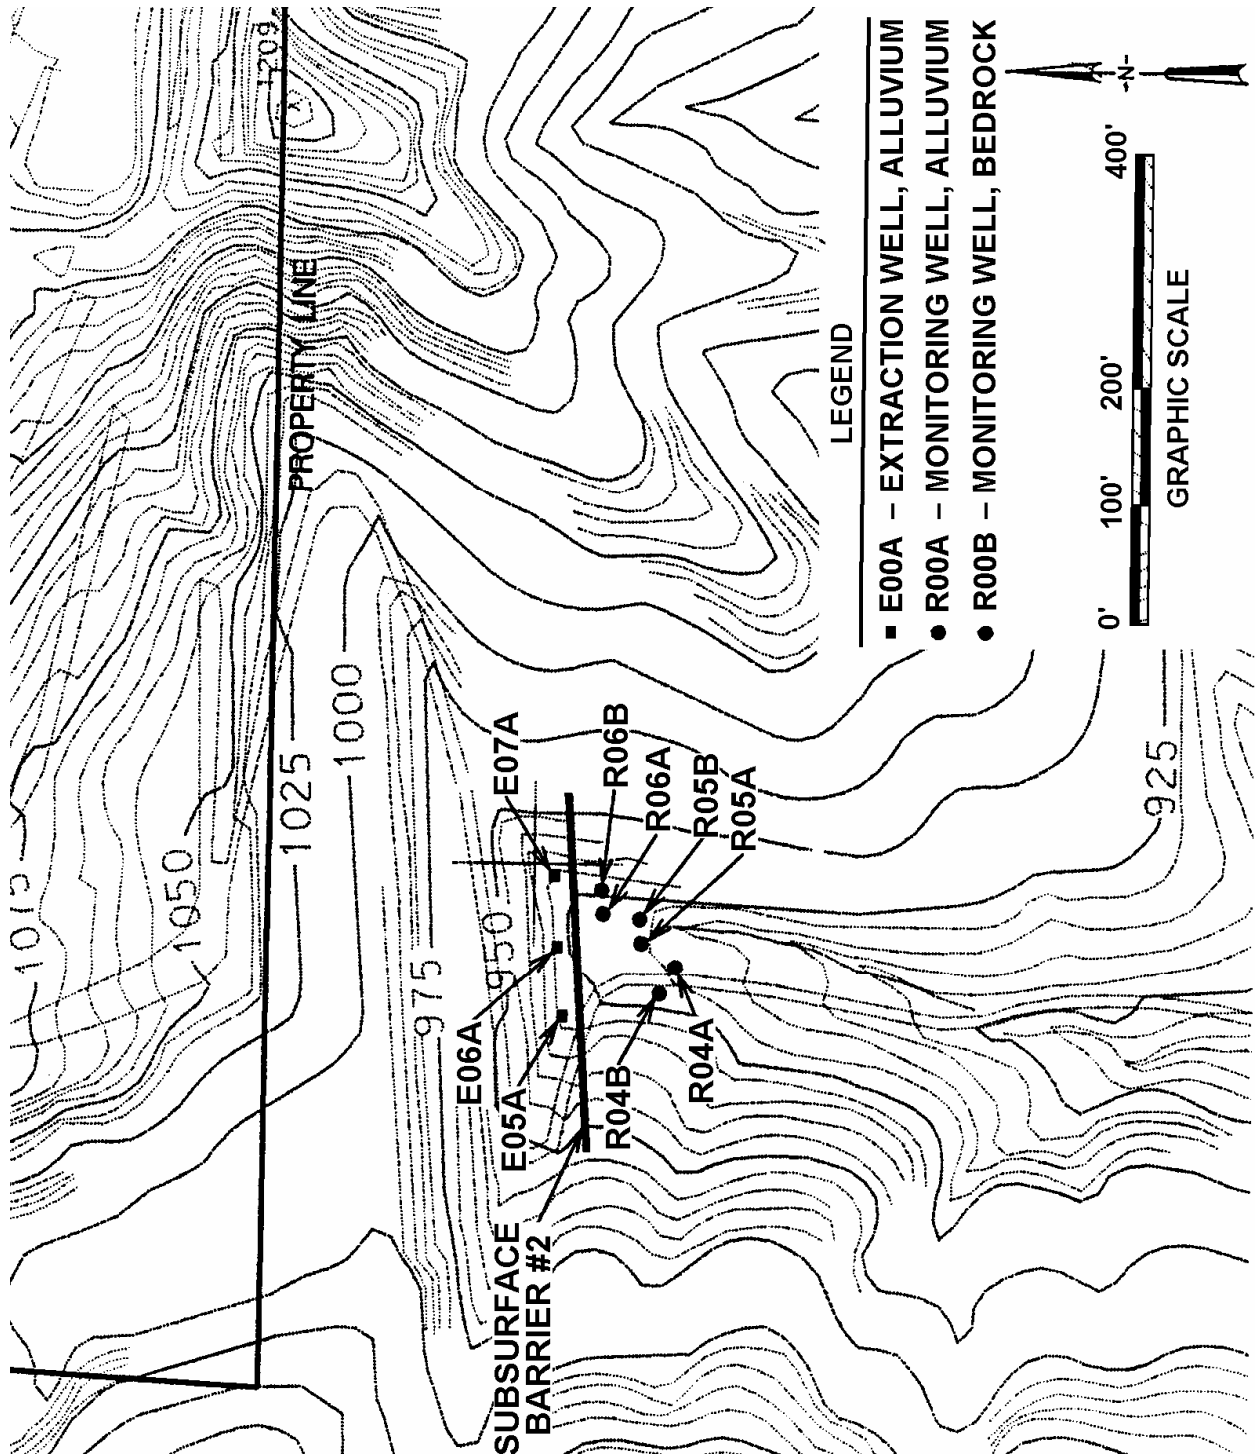 1209
PROPERTY LINE
1075
1050
1025
1000
975
950
925
E07A
E06A
E05A
R06B
R06A
R05B
R05A
R04B
R04A
SUBSURFACE
BARRIER #2
LEGEND
E00A – EXTRACTION WELL, ALLUVIUM
R00A – MONITORING WELL, ALLUVIUM
R00B – MONITORING WELL, BEDROCK
-N-
0' 100' 200' 400'
GRAPHIC SCALE